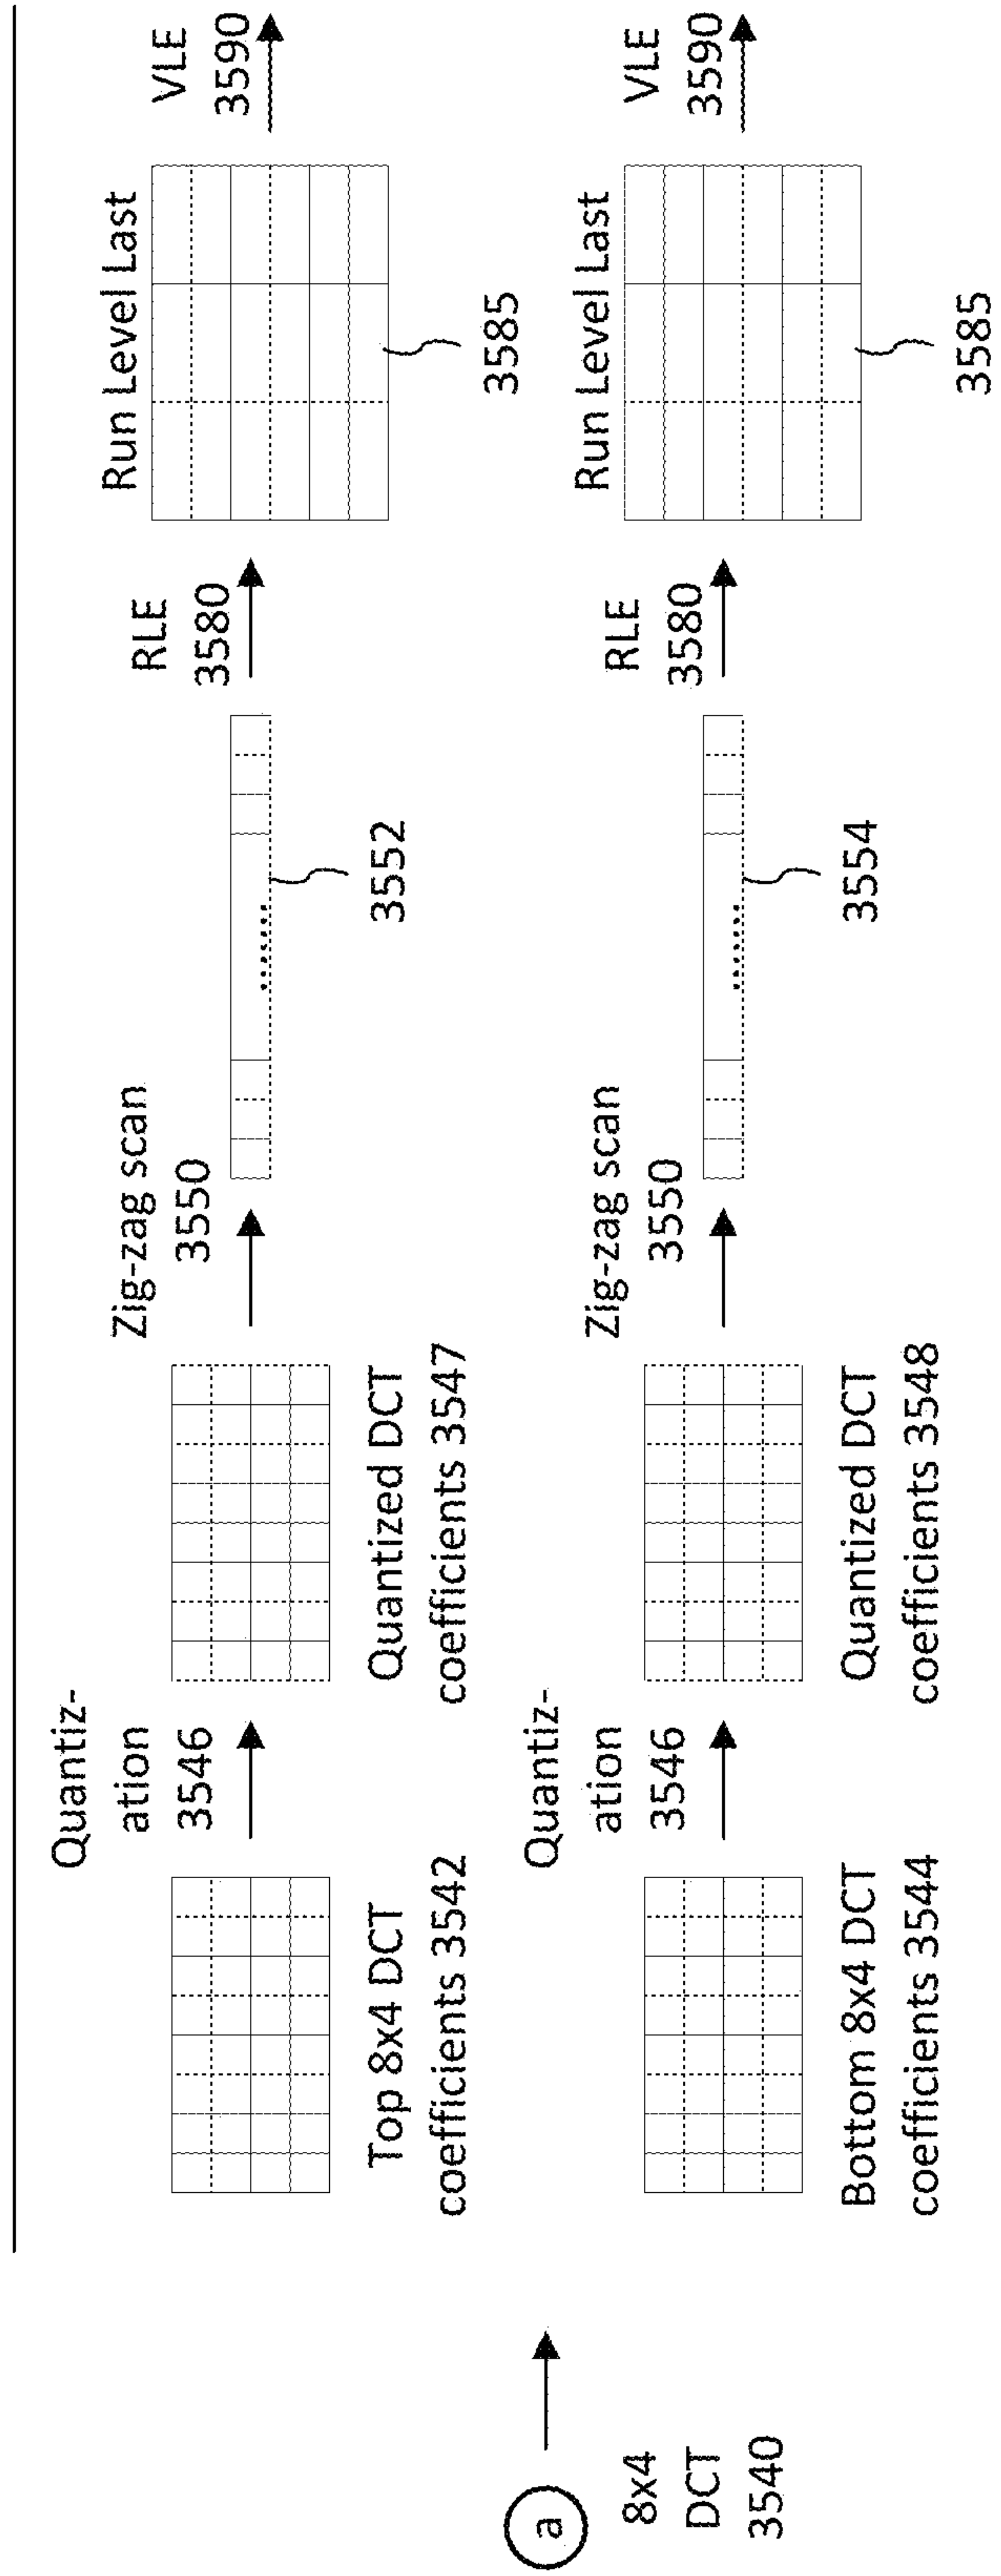 a
8x4
DCT
3540
Quantiz-
ation
3546
Top 8x4 DCT
coefficients 3542
Quantized DCT
coefficients 3547
Zig-zag scan
3550
3552
RLE
3580
Run Level Last
3585
VLE
3590
Quantiz-
ation
3546
Bottom 8x4 DCT
coefficients 3544
Quantized DCT
coefficients 3548
Zig-zag scan
3550
3554
RLE
3580
Run Level Last
3585
VLE
3590